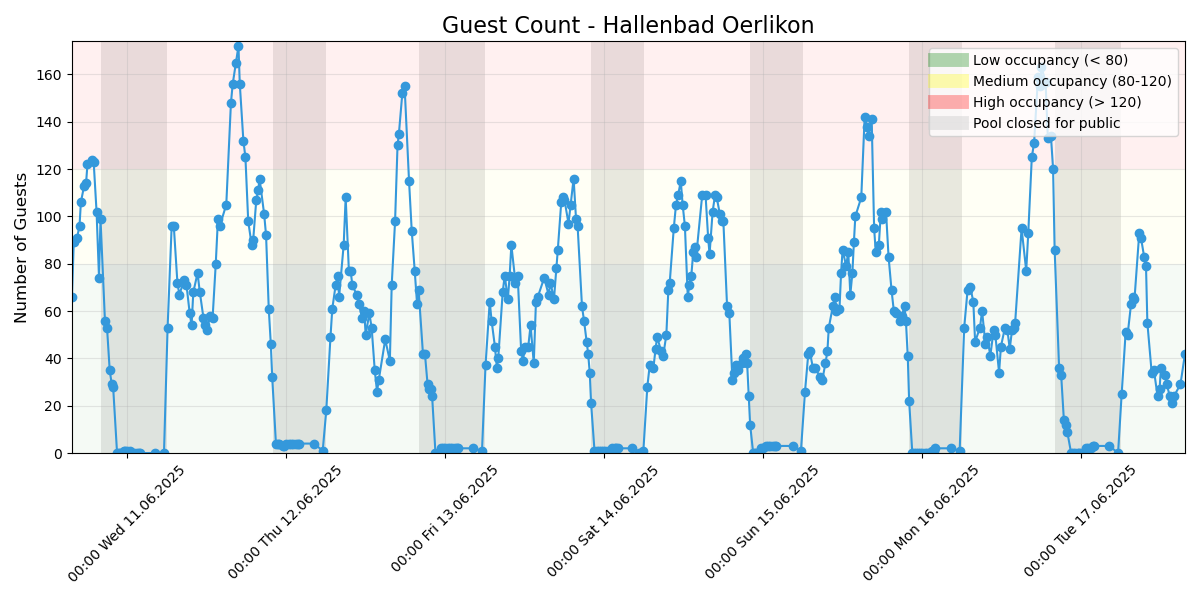 Guest Count - Hallenbad Oerlikon
Low occupancy (< 80)
Medium occupancy (80-120)
High occupancy (> 120)
Pool closed for public
Number of Guests
160
140
120
100
80
60
40
20
0
00:00 Wed 11.06.2025
00:00 Thu 12.06.2025
00:00 Fri 13.06.2025
00:00 Sat 14.06.2025
00:00 Sun 15.06.2025
00:00 Mon 16.06.2025
00:00 Tue 17.06.2025